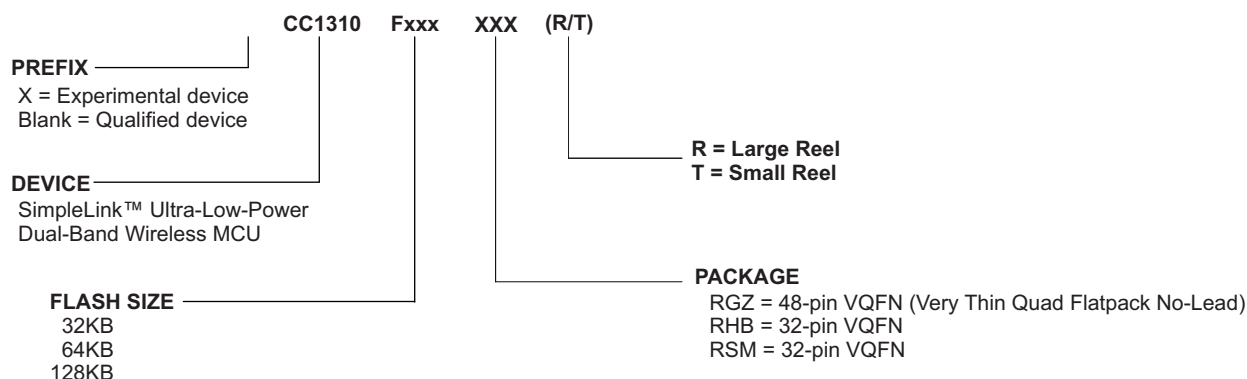 CC1310 Fxxx XXX (R/T)
PREFIX
X = Experimental device
Blank = Qualified device
R = Large Reel
T = Small Reel
DEVICE
SimpleLink™ Ultra-Low-Power
Dual-Band Wireless MCU
PACKAGE
RGZ = 48-pin VQFN (Very Thin Quad Flatpack No-Lead)
RHB = 32-pin VQFN
RSM = 32-pin VQFN
FLASH SIZE
32KB
64KB
128KB